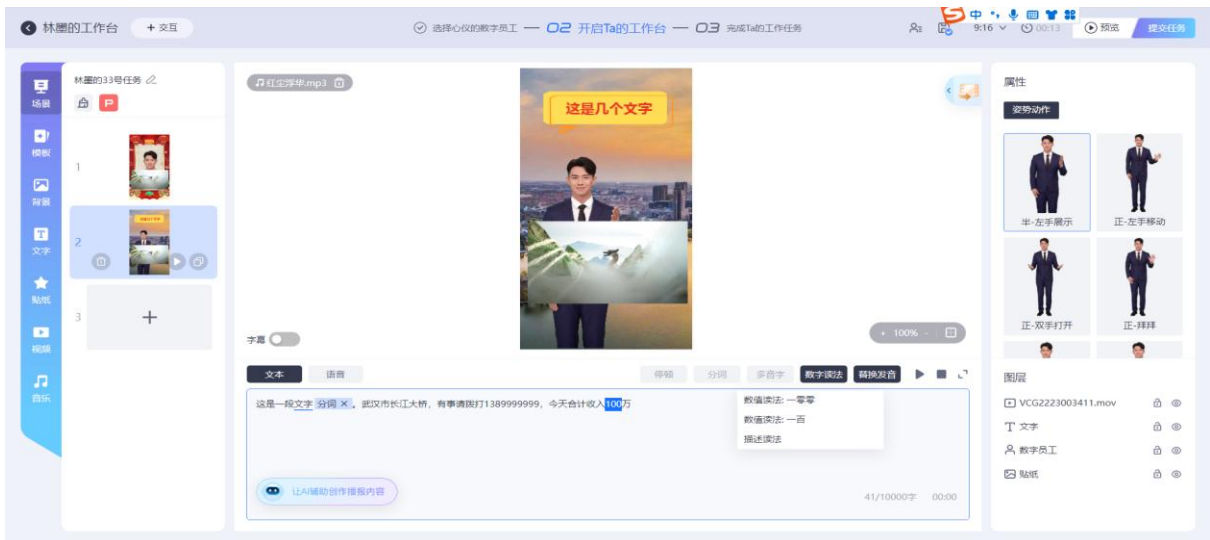 林墨的工作台
+ 交互
选择心仪的数字员工 — 02 开启Ta的工作台 — 03 完成Ta的工作任务
中
9:16
00:13
预览
提交任务
场景
模板
背景
文字
贴纸
视频
音乐
林墨的33号任务
P
1
2
3
+
红尘浮华.mp3
这是几个文字
字幕
+ 100% -
文本
语音
停顿
分词
多音字
数字读法
替换发音
这是一段文字 分词 ×，武汉市长江大桥，有事请拨打1389999999，今天合计收入100万
数值读法: 一零零
数值读法: 一百
描述读法
让AI辅助创作播报内容
41/10000字 00:00
属性
姿势动作
半-左手展示
正-左手移动
正-双手打开
正-拜拜
图层
VCG2223003411.mov
文字
数字员工
贴纸